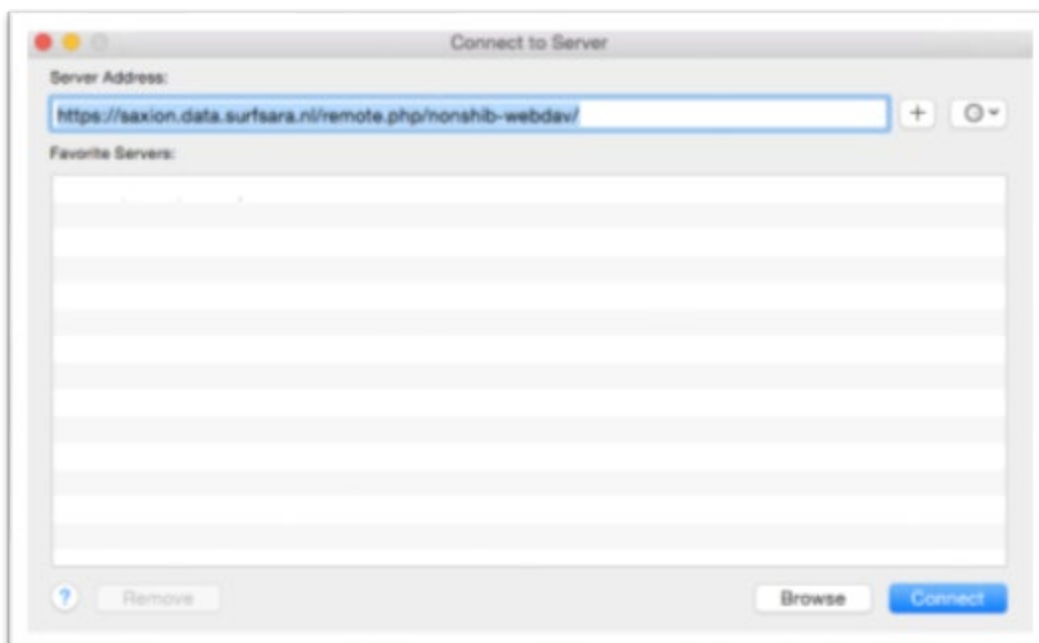 Connect to Server
Server Address:
https://saxion.data.surfsara.nl/remote.php/nonshib-webdav/
Favorite Servers:
?
Remove
Browse
Connect